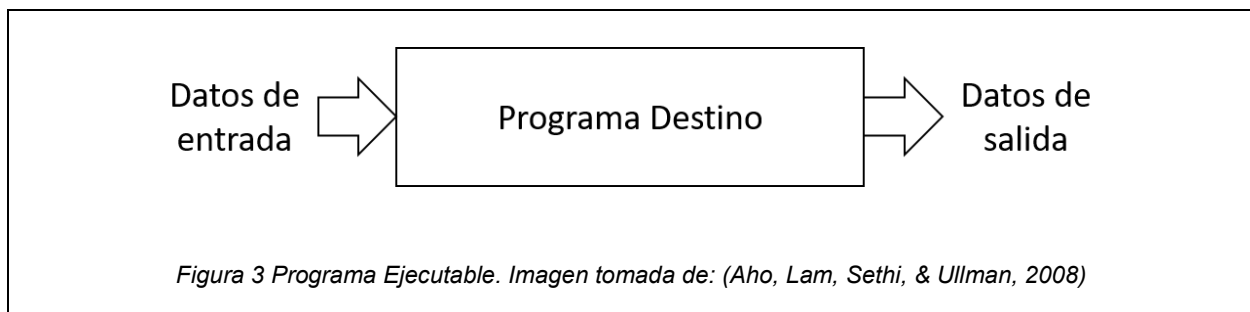 Datos de
entrada
Programa Destino
Datos de
salida
Figura 3 Programa Ejecutable. Imagen tomada de: (Aho, Lam, Sethi, & Ullman, 2008)